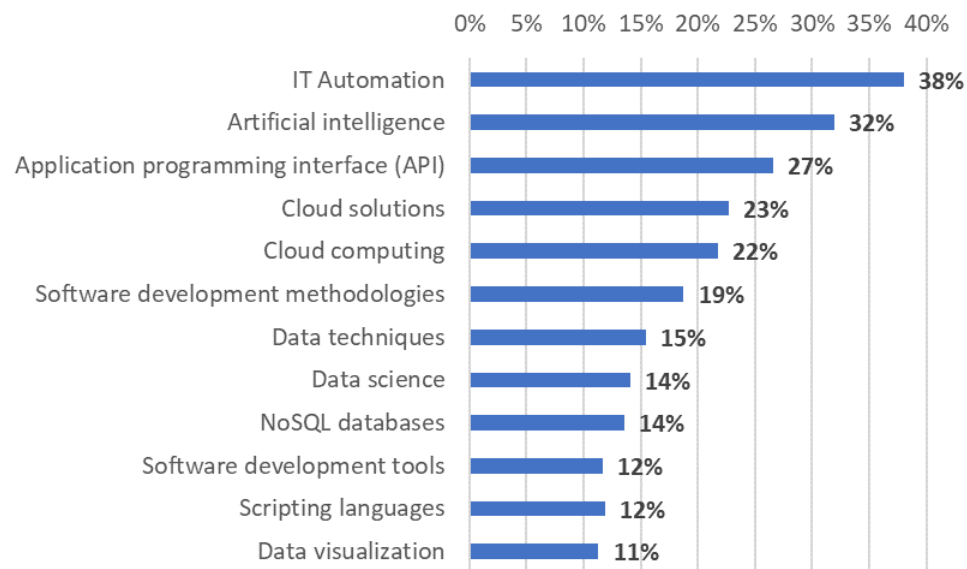 0% 5% 10% 15% 20% 25% 30% 35% 40%
IT Automation 38%
Artificial intelligence 32%
Application programming interface (API) 27%
Cloud solutions 23%
Cloud computing 22%
Software development methodologies 19%
Data techniques 15%
Data science 14%
NoSQL databases 14%
Software development tools 12%
Scripting languages 12%
Data visualization 11%